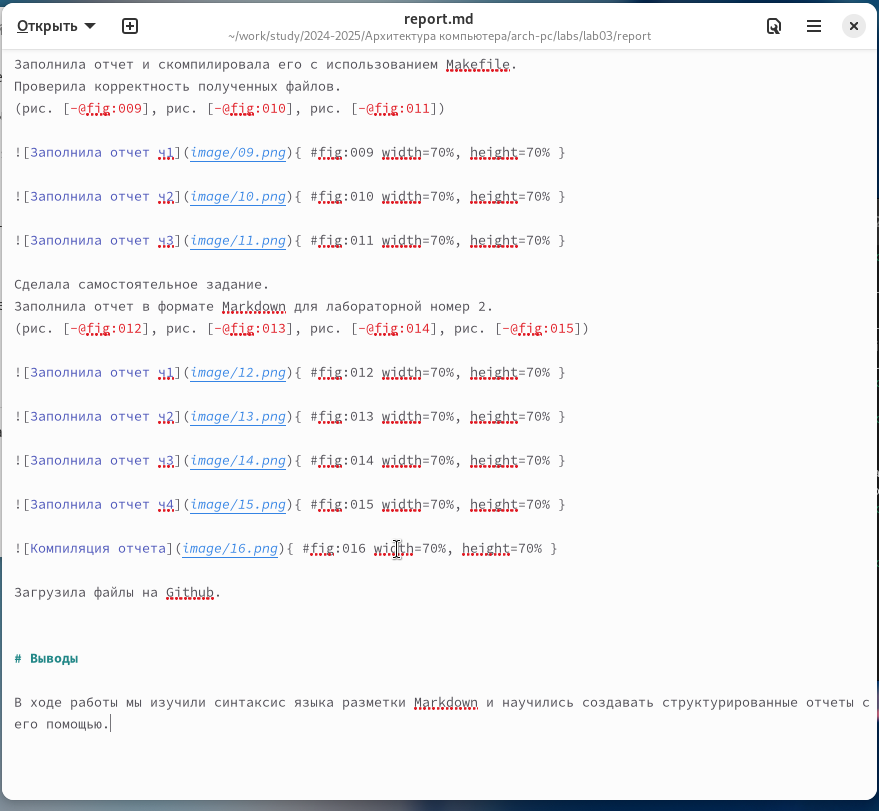 Открыть
report.md
~/work/study/2024-2025/Архитектура компьютера/arch-pc/labs/lab03/report
Заполнила отчет и скомпилировала его с использованием Makefile.
Проверила корректность полученных файлов.
(рис. [-@fig:009], рис. [-@fig:010], рис. [-@fig:011])
![Заполнила отчет ч1](image/09.png){ #fig:009 width=70%, height=70% }
![Заполнила отчет ч2](image/10.png){ #fig:010 width=70%, height=70% }
![Заполнила отчет ч3](image/11.png){ #fig:011 width=70%, height=70% }
Сделала самостоятельное задание.
Заполнила отчет в формате Markdown для лабораторной номер 2.
(рис. [-@fig:012], рис. [-@fig:013], рис. [-@fig:014], рис. [-@fig:015])
![Заполнила отчет ч1](image/12.png){ #fig:012 width=70%, height=70% }
![Заполнила отчет ч2](image/13.png){ #fig:013 width=70%, height=70% }
![Заполнила отчет ч3](image/14.png){ #fig:014 width=70%, height=70% }
![Заполнила отчет ч4](image/15.png){ #fig:015 width=70%, height=70% }
![Компиляция отчета](image/16.png){ #fig:016 width=70%, height=70% }
Загрузила файлы на Github.
# Выводы
В ходе работы мы изучили синтаксис языка разметки Markdown и научились создавать структурированные отчеты с
его помощью.